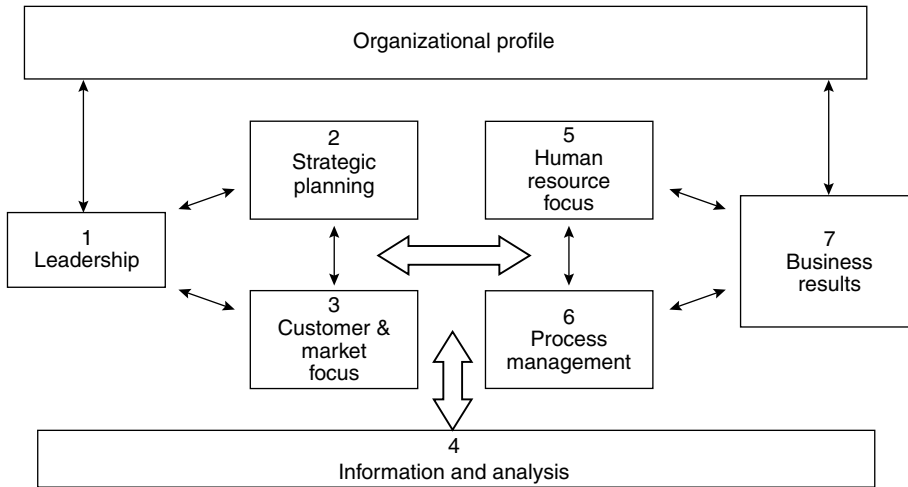 Organizational profile
2
Strategic
planning
5
Human
resource
focus
1
Leadership
7
Business
results
3
Customer &
market
focus
6
Process
management
4
Information and analysis